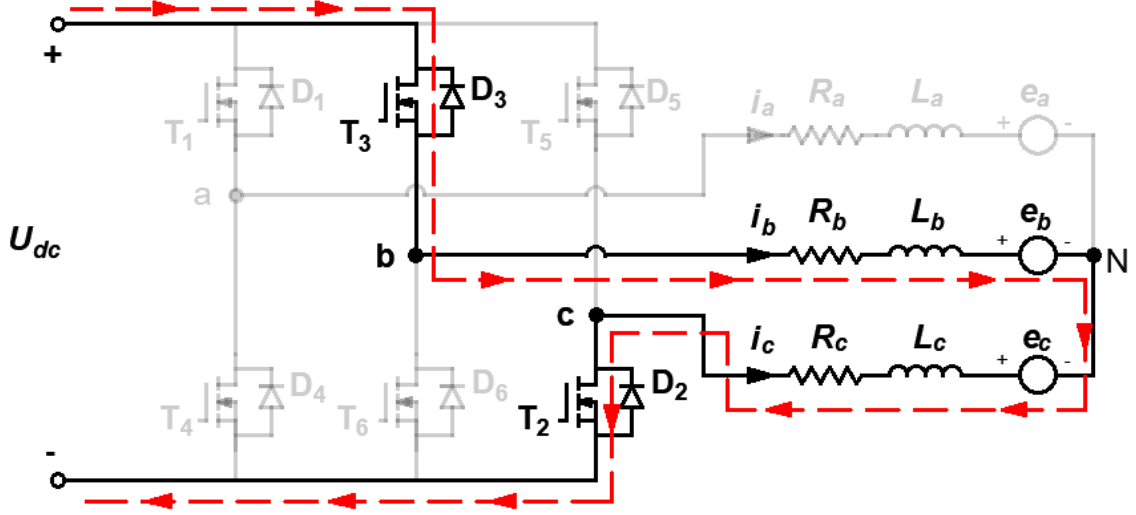 +
D1
D3
D5
T1
T3
T5
ia Ra La + ea -
a
Udc
ib Rb Lb + eb -
b
N
c
ic Rc Lc + ec -
D4
D6
D2
T4
T6
T2
-